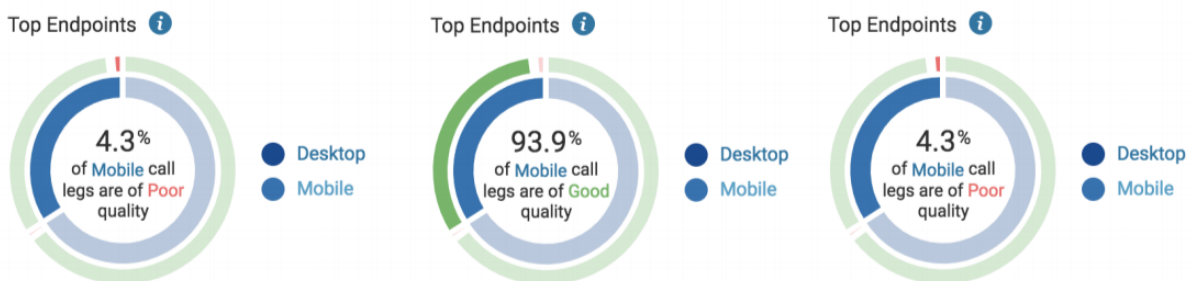 Top Endpoints i
4.3%
of Mobile call
legs are of Poor
quality
Desktop
Mobile
Top Endpoints i
93.9%
of Mobile call
legs are of Good
quality
Desktop
Mobile
Top Endpoints i
4.3%
of Mobile call
legs are of Poor
quality
Desktop
Mobile